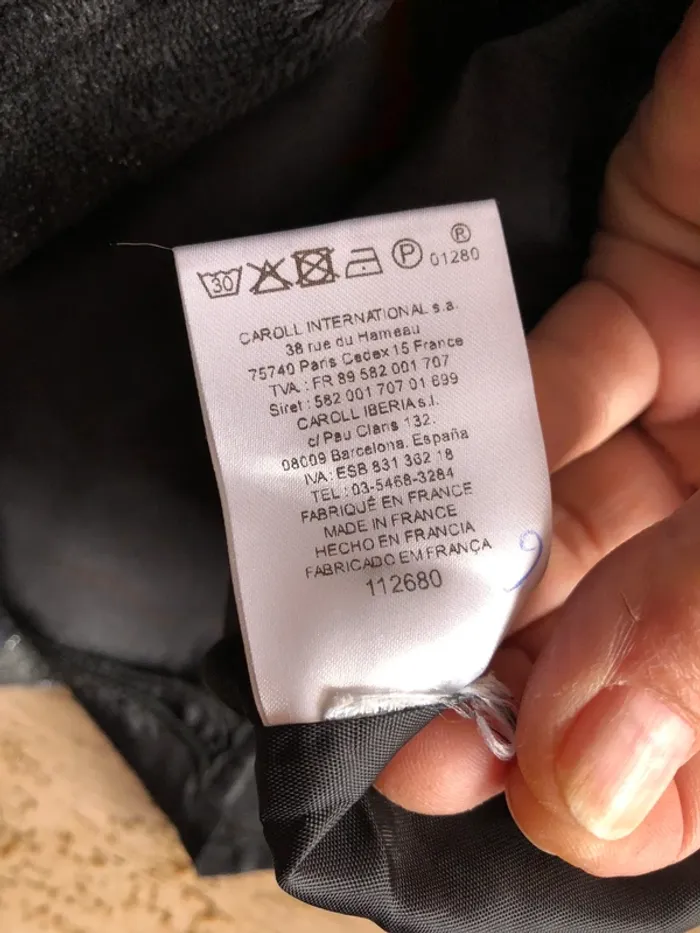 30 P ®
01280
CAROLL INTERNATIONAL s.a.
38 rue du Hameau
75740 Paris Cedex 15 France
TVA : FR 89 582 001 707
Siret : 582 001 707 01 699
CAROLL IBERIA s.l.
c/ Pau Claris 132.
08009 Barcelona. España
IVA : ESB 831 362 18
TEL : 03-5468-3284
FABRIQUÉ EN FRANCE
MADE IN FRANCE
HECHO EN FRANCIA
FABRICADO EM FRANÇA
112680
9